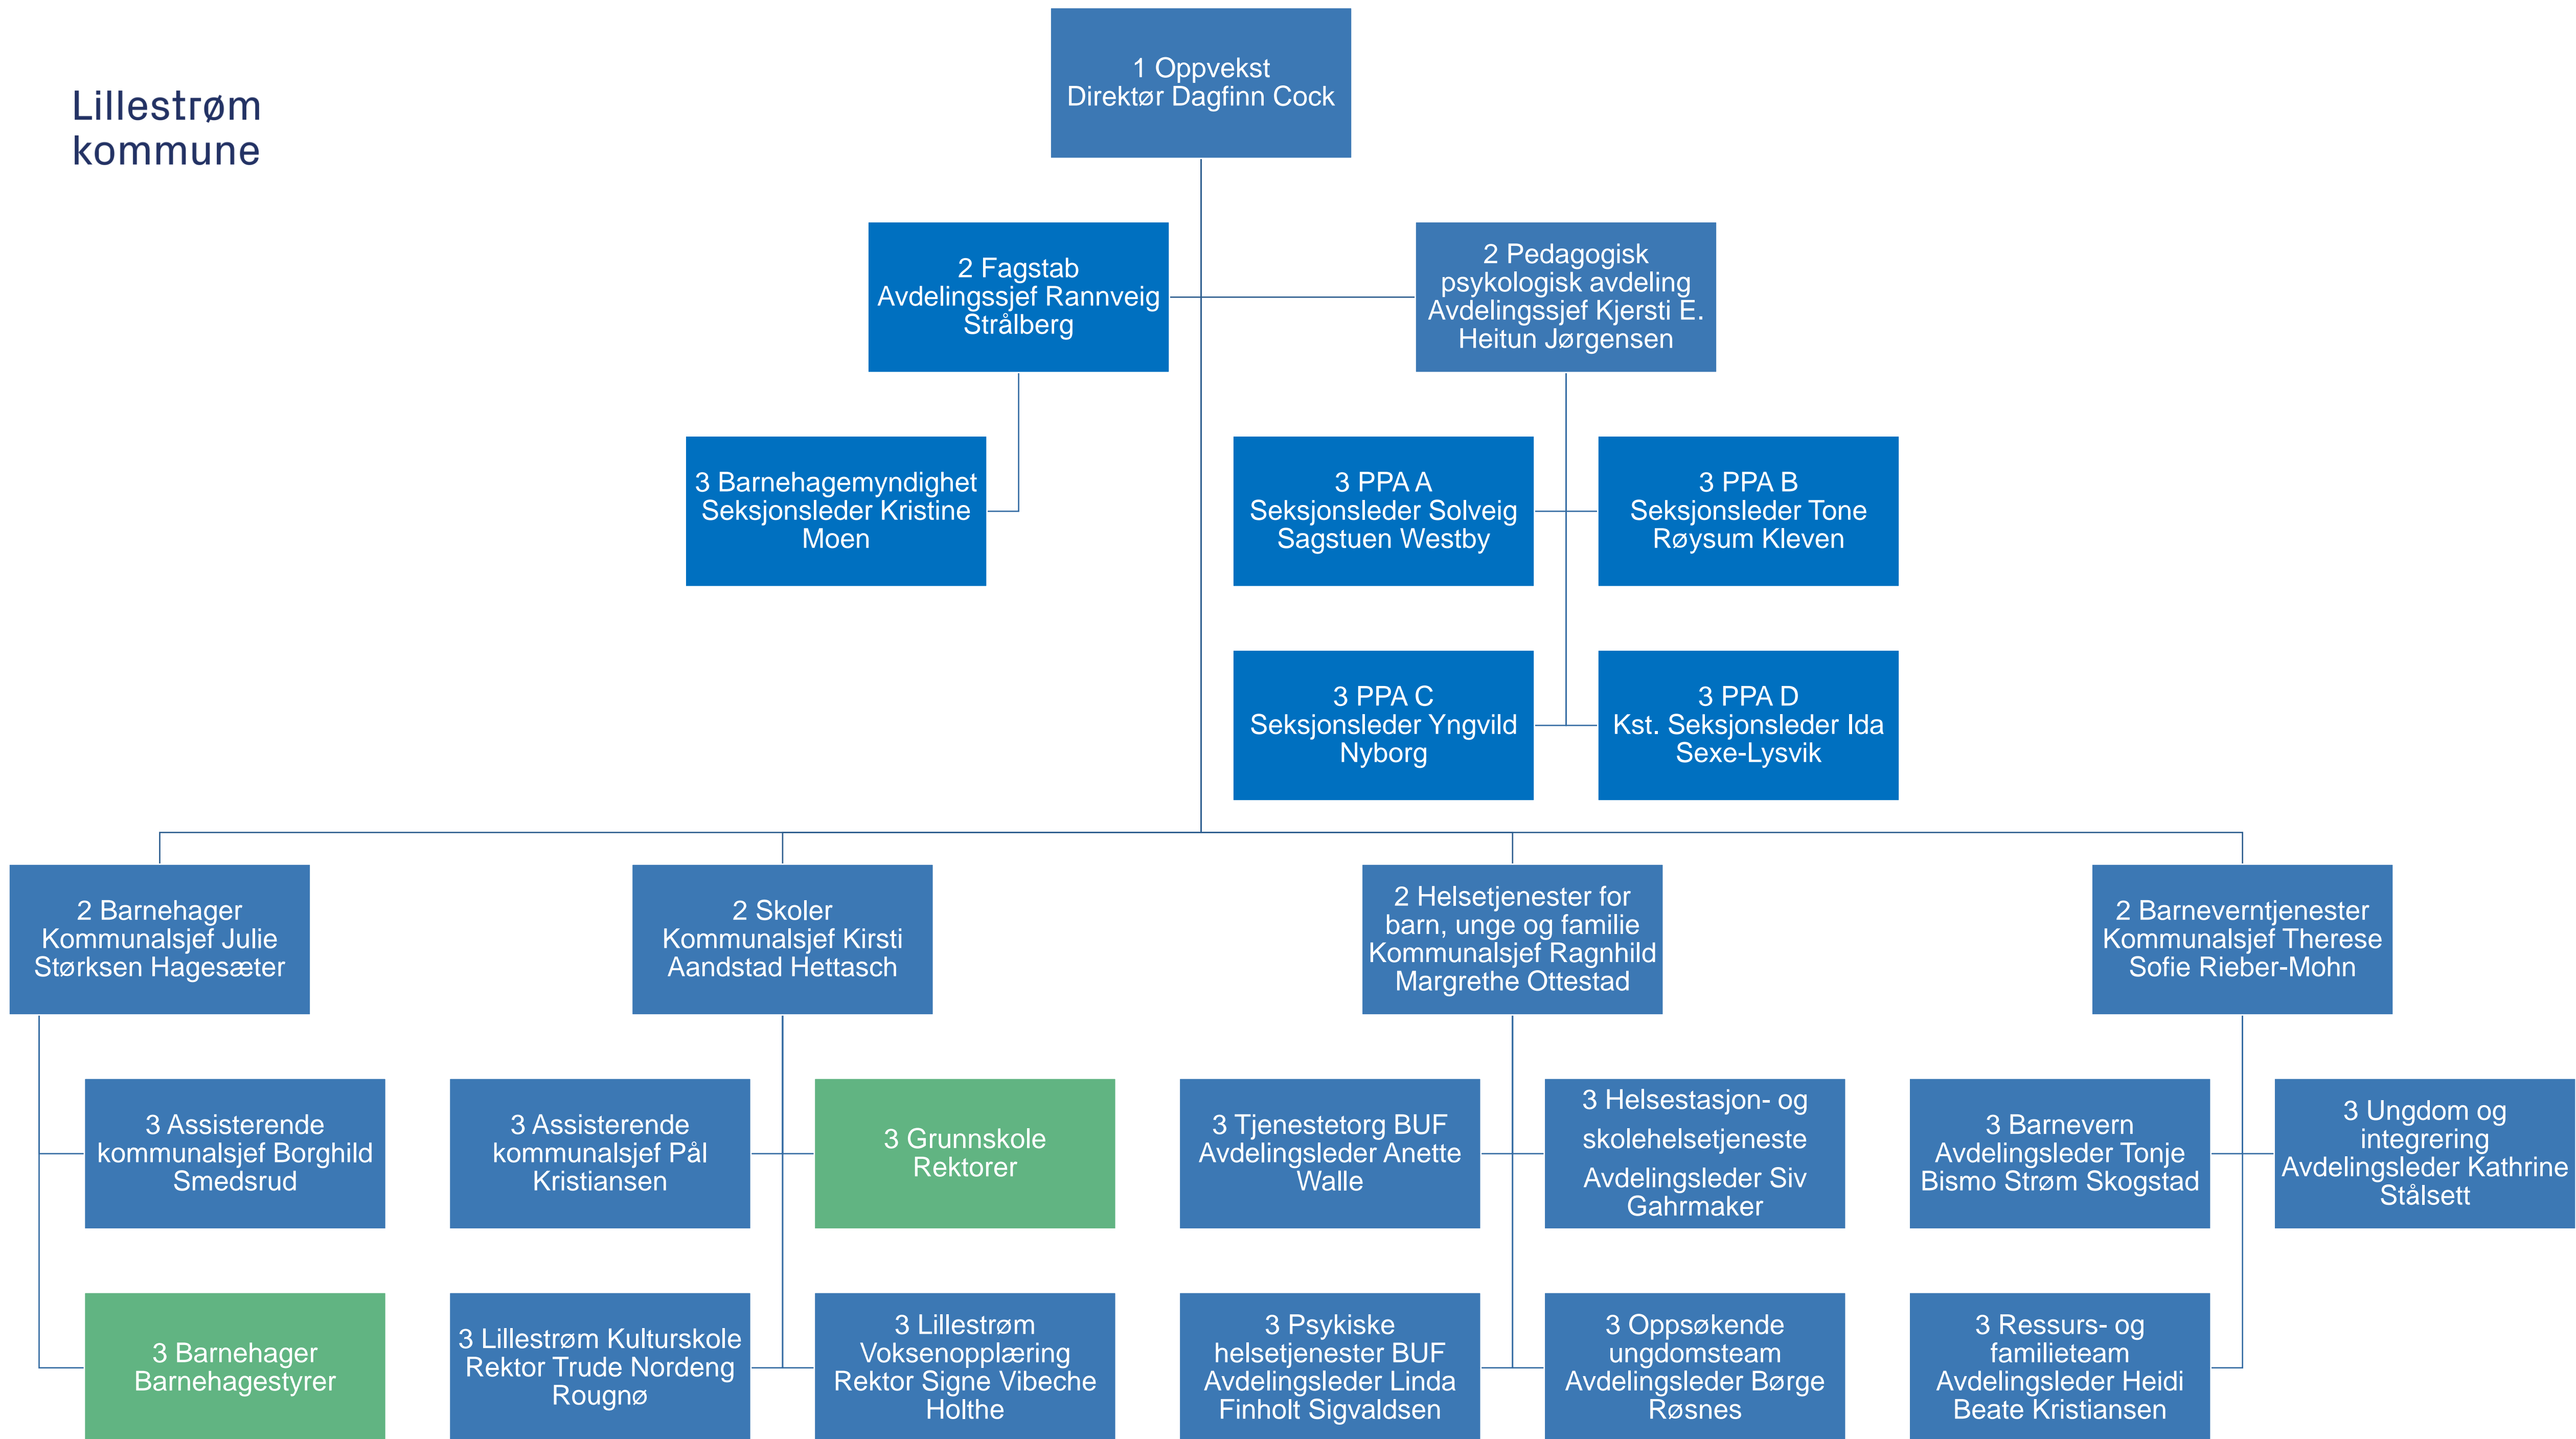 Lillestrøm
kommune
1 Oppvekst
Direktør Dagfinn Cock
2 Fagstab
Avdelingssjef Rannveig
Strålberg
2 Pedagogisk
psykologisk avdeling
Avdelingssjef Kjersti E.
Heitun Jørgensen
3 Barnehagemyndighet
Seksjonsleder Kristine
Moen
3 PPA A
Seksjonsleder Solveig
Sagstuen Westby
3 PPA B
Seksjonsleder Tone
Røysum Kleven
3 PPA C
Seksjonsleder Yngvild
Nyborg
3 PPA D
Kst. Seksjonsleder Ida
Sexe-Lysvik
2 Barnehager
Kommunalsjef Julie
Størksen Hagesæter
2 Skoler
Kommunalsjef Kirsti
Aandstad Hettasch
2 Helsetjenester for
barn, unge og familie
Kommunalsjef Ragnhild
Margrethe Ottestad
2 Barneverntjenester
Kommunalsjef Therese
Sofie Rieber-Mohn
3 Assisterende
kommunalsjef Borghild
Smedsrud
3 Assisterende
kommunalsjef Pål
Kristiansen
3 Grunnskole
Rektorer
3 Tjenestetorg BUF
Avdelingsleder Anette
Walle
3 Helsestasjon- og
skolehelsetjeneste
Avdelingsleder Siv
Gahrmaker
3 Barnevern
Avdelingsleder Tonje
Bismo Strøm Skogstad
3 Ungdom og
integrering
Avdelingsleder Kathrine
Stålsett
3 Barnehager
Barnehagestyrer
3 Lillestrøm Kulturskole
Rektor Trude Nordeng
Rougnø
3 Lillestrøm
Voksenopplæring
Rektor Signe Vibeche
Holthe
3 Psykiske
helsetjenester BUF
Avdelingsleder Linda
Finholt Sigvaldsen
3 Oppsøkende
ungdomsteam
Avdelingsleder Børge
Røsnes
3 Ressurs- og
familieteam
Avdelingsleder Heidi
Beate Kristiansen